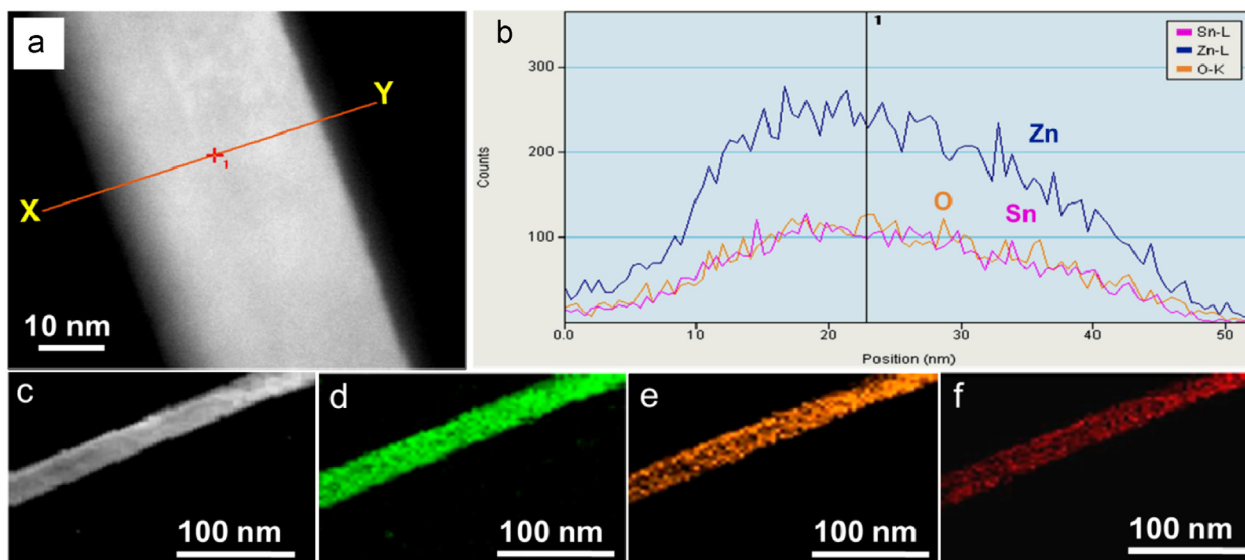 a
X
Y
1
10 nm
b
1
Sn-L
Zn-L
O-K
300
200
100
Counts
Zn
O
Sn
0.0
10
20
30
40
50
Position (nm)
c
100 nm
d
100 nm
e
100 nm
f
100 nm